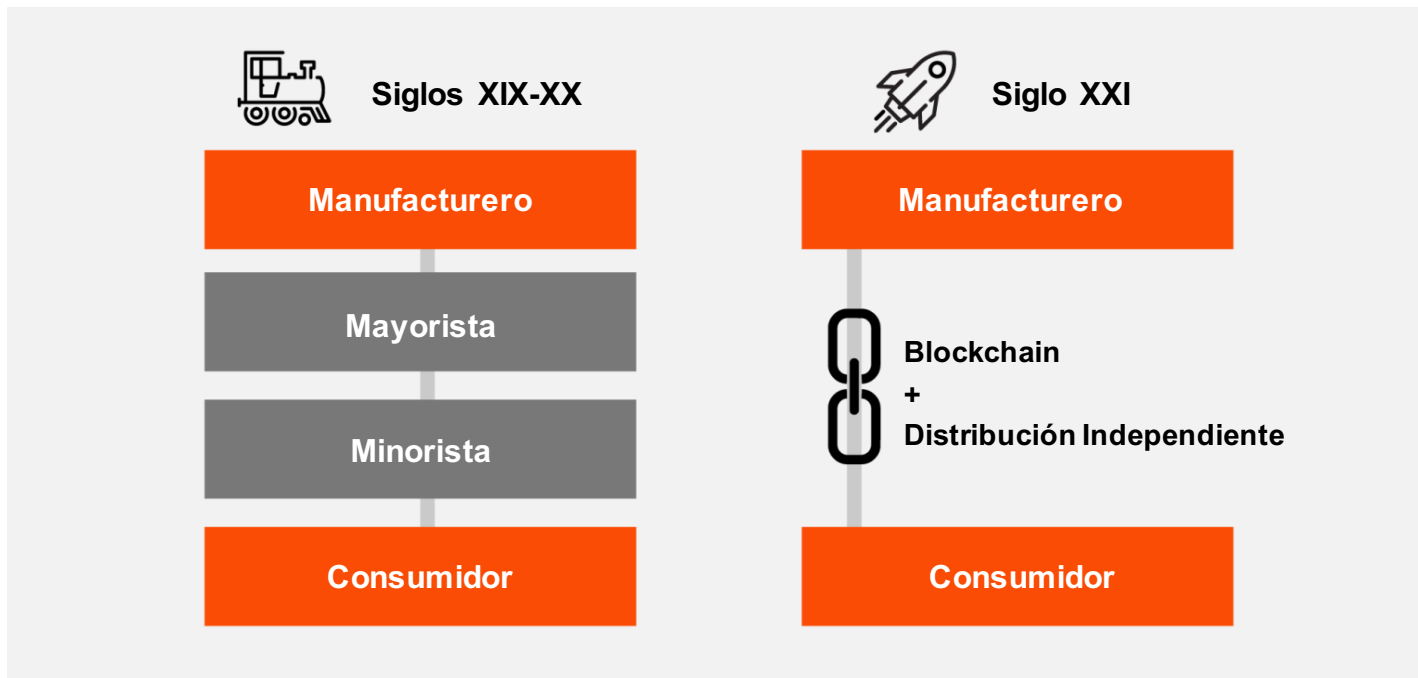 Siglos XIX-XX
Manufacturero
Mayorista
Minorista
Consumidor
Siglo XXI
Manufacturero
Blockchain
+
Distribución Independiente
Consumidor